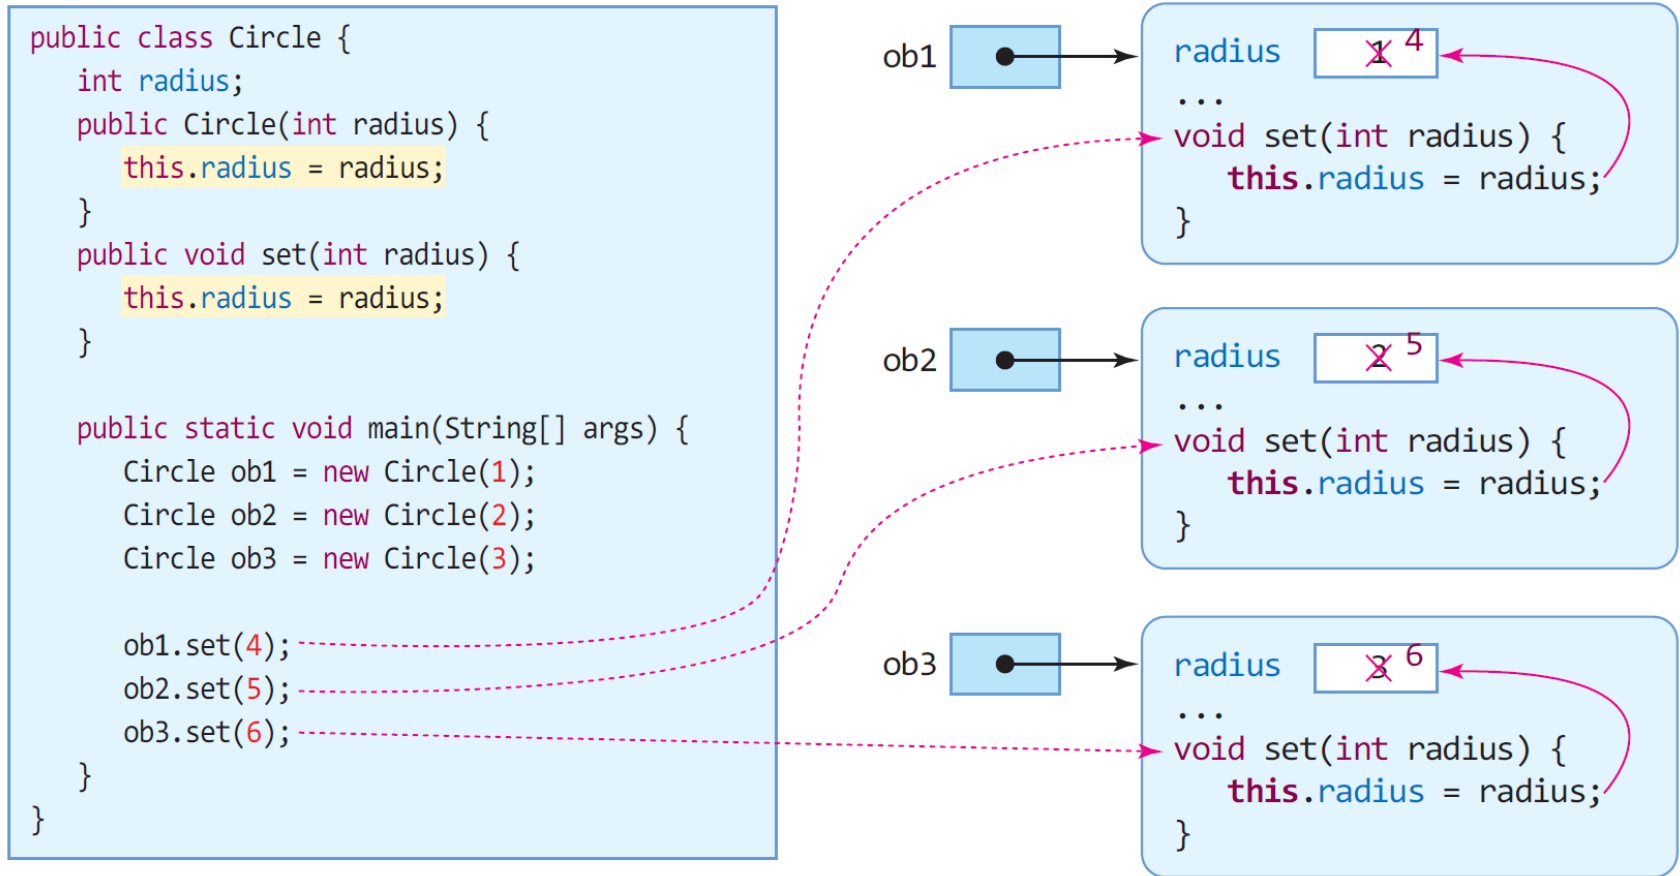 public class Circle {
int radius;
public Circle(int radius) {
this.radius = radius;
}
public void set(int radius) {
this.radius = radius;
}
public static void main(String[] args) {
Circle ob1 = new Circle(1);
Circle ob2 = new Circle(2);
Circle ob3 = new Circle(3);
ob1.set(4);
ob2.set(5);
ob3.set(6);
}
}
ob1
radius 1 4
...
void set(int radius) {
this.radius = radius;
}
ob2
radius 2 5
...
void set(int radius) {
this.radius = radius;
}
ob3
radius 3 6
...
void set(int radius) {
this.radius = radius;
}